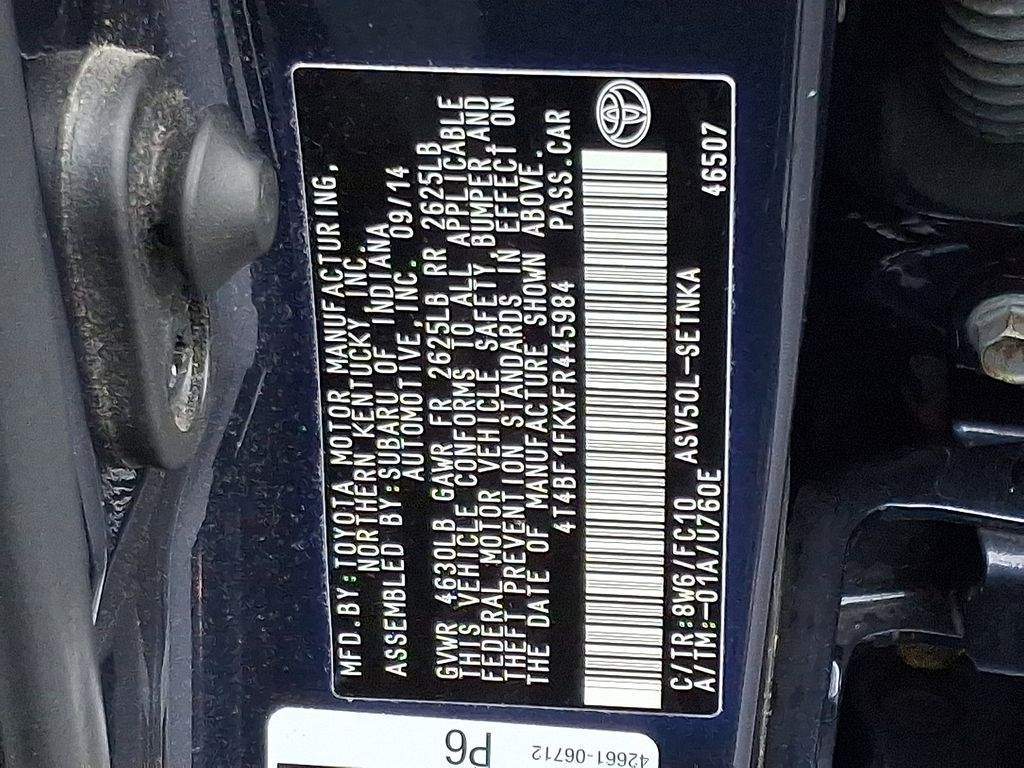 MFD.BY:TOYOTA MOTOR MANUFACTURING,
NORTHERN KENTUCKY,INC.
ASSEMBLED BY:SUBARU OF INDIANA
AUTOMOTIVE,INC. 09/14
GVWR 4630LB GAWR FR 2625LB RR 2625LB
THIS VEHICLE CONFORMS TO ALL APPLICABLE
FEDERAL MOTOR VEHICLE SAFETY,BUMPER,AND
THEFT PREVENTION STANDARDS IN EFFECT ON
THE DATE OF MANUFACTURE SHOWN ABOVE.
4T4BF1FKXFR445984 PASS.CAR
C/TR:8W6/FC10 ASV50L-SETNKA 46507
A/TM:-01A/U760E
42661-06712
P6